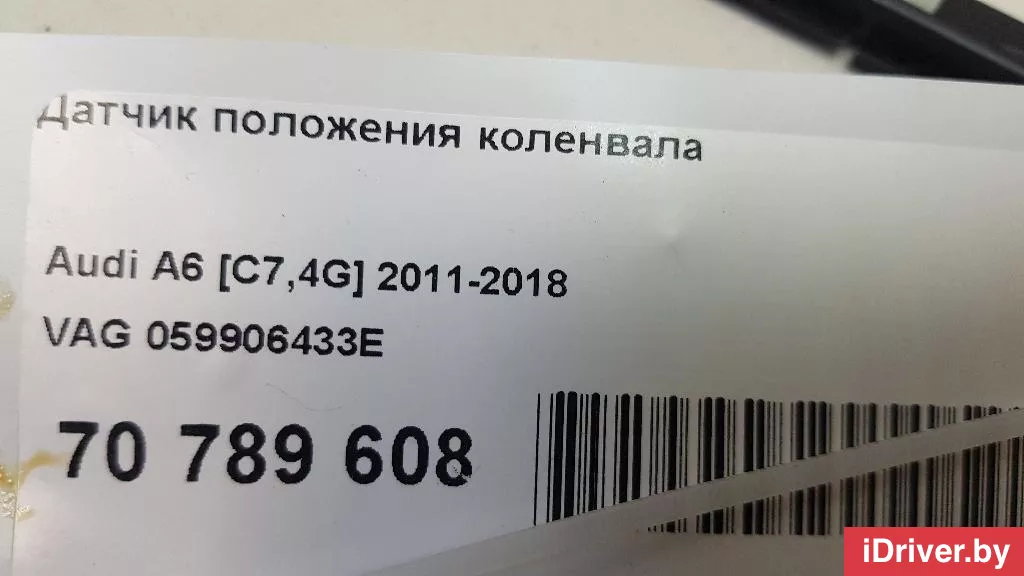 Датчик положения коленвала
Audi A6 [C7,4G] 2011-2018
VAG 059906433E
70 789 608
iDriver.by